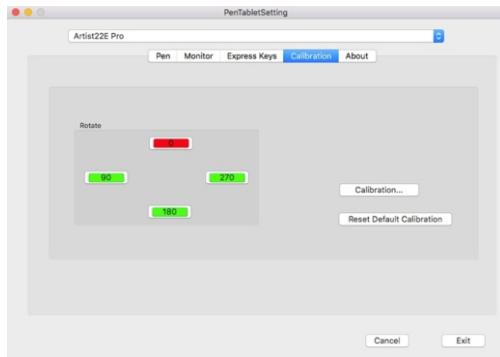 PenTabletSetting
Artist22E Pro
Pen Monitor Express Keys Calibration About
Rotate
0
90 270
180
Calibration...
Reset Default Calibration
Cancel Exit